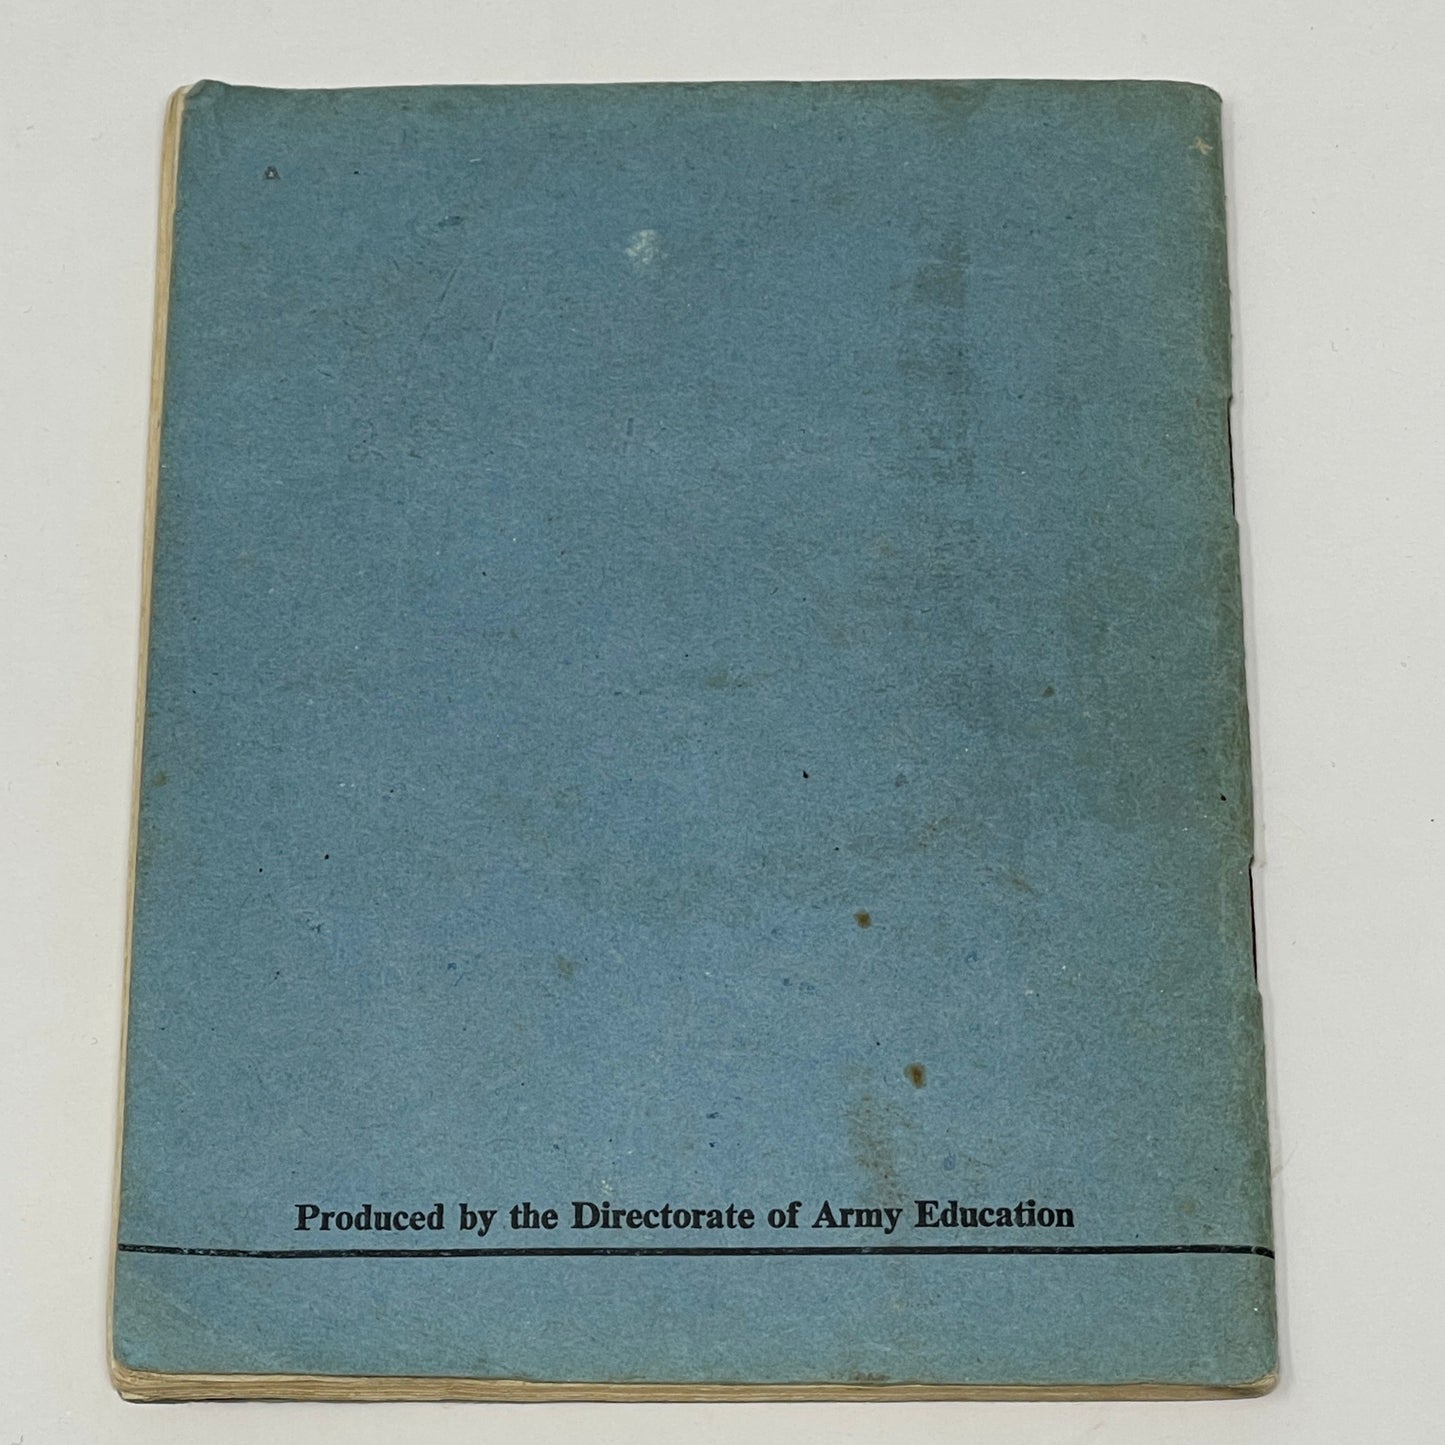 Produced by the Directorate of Army Education